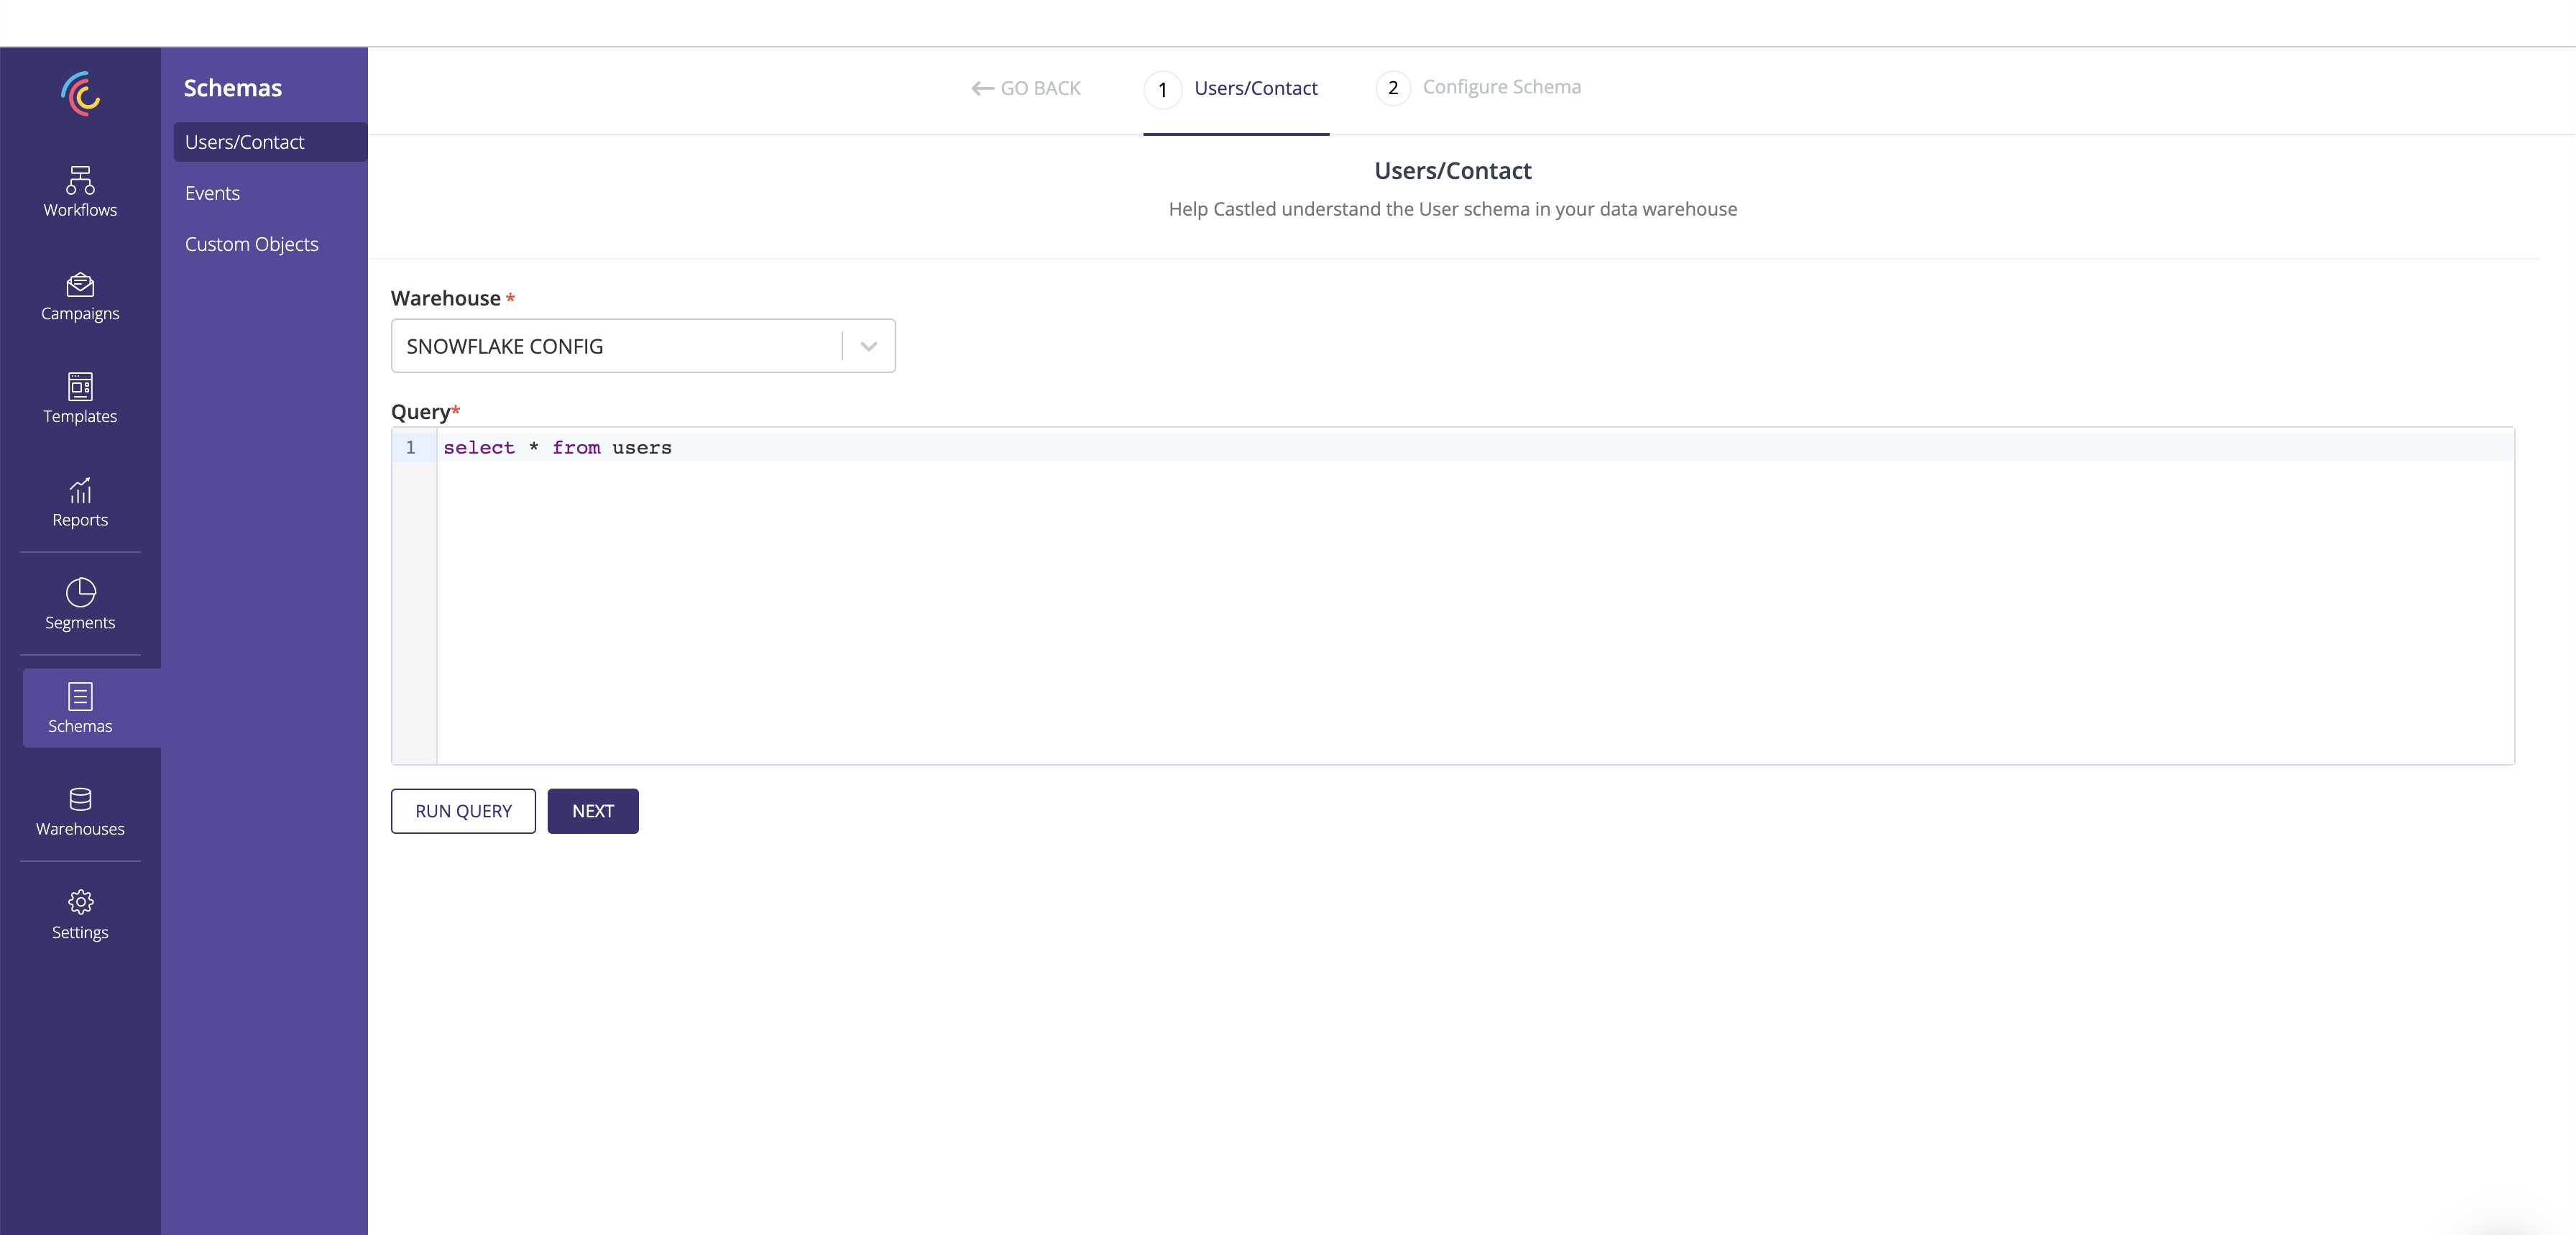 Workflows
Campaigns
Templates
Reports
Segments
Schemas
Warehouses
Settings
Schemas
Users/Contact
Events
Custom Objects
GO BACK
1 Users/Contact
2 Configure Schema
Users/Contact
Help Castled understand the User schema in your data warehouse
Warehouse *
SNOWFLAKE CONFIG
Query*
1 select * from users
RUN QUERY
NEXT